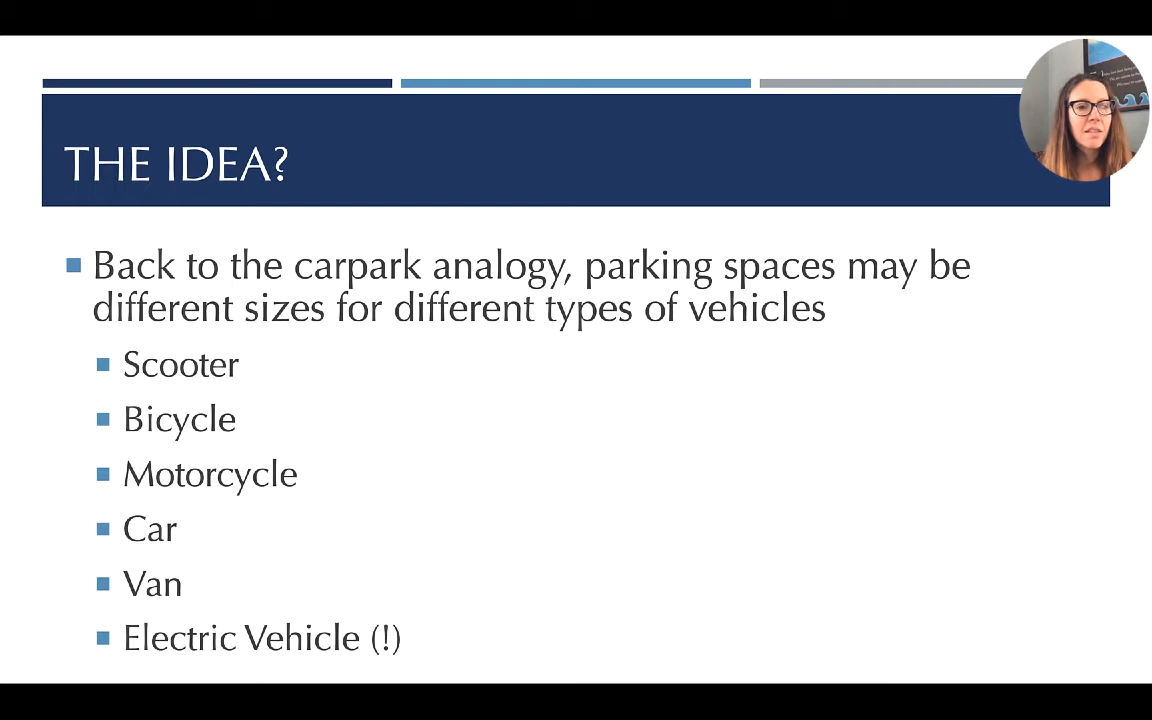 THE IDEA?
Back to the carpark analogy, parking spaces may be
different sizes for different types of vehicles
Scooter
Bicycle
Motorcycle
Car
Van
Electric Vehicle (!)